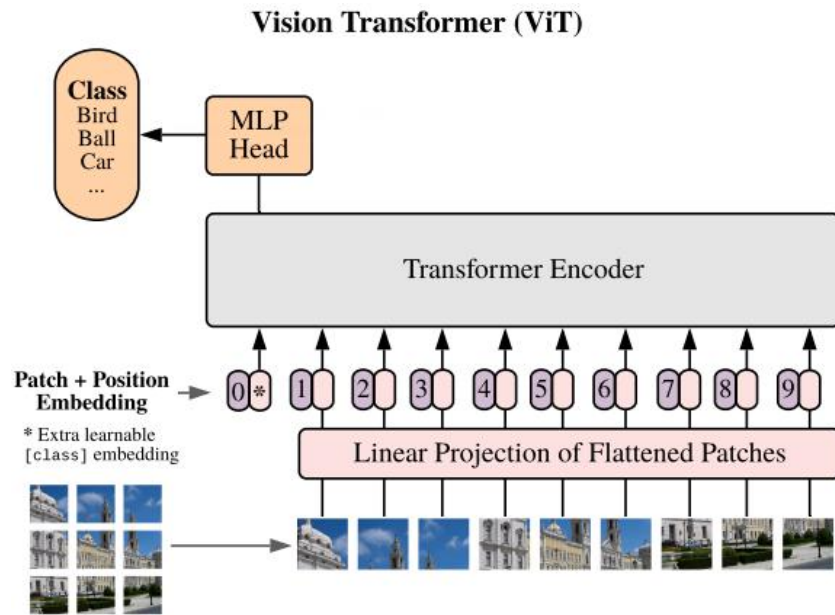 Vision Transformer (ViT)
Class
Bird
Ball
Car
...
MLP
Head
Transformer Encoder
Patch + Position
Embedding
0 * 1 2 3 4 5 6 7 8 9
* Extra learnable
[class] embedding
Linear Projection of Flattened Patches